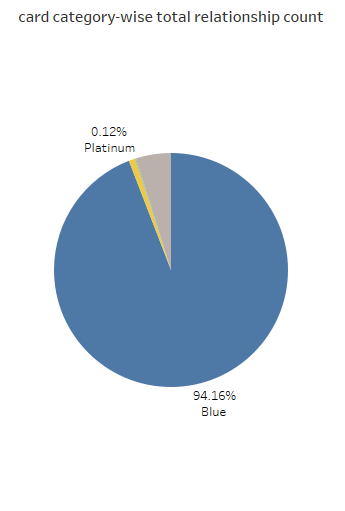 card category-wise total relationship count
0.12%
Platinum
94.16%
Blue